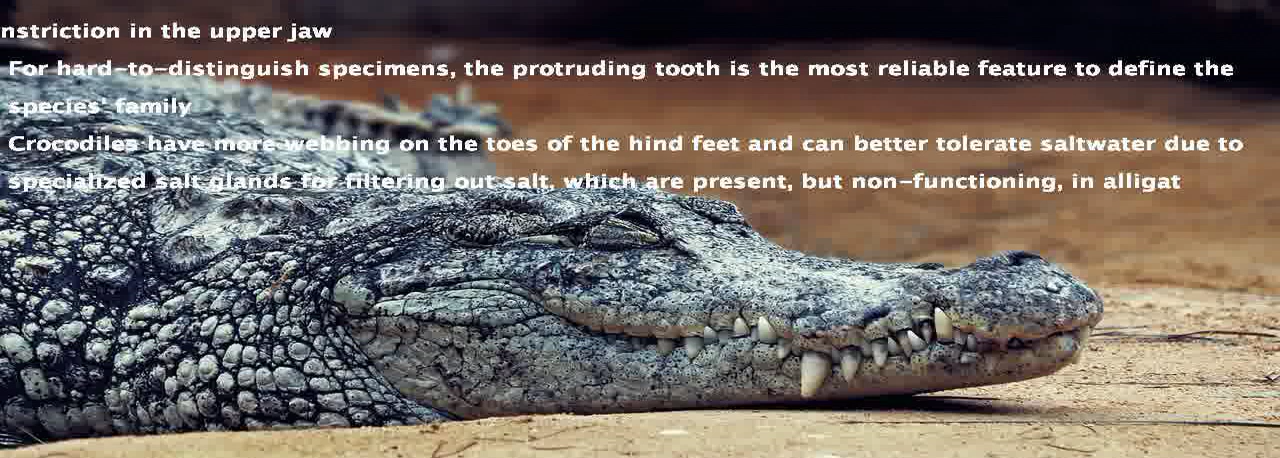 nstriction in the upper jaw
For hard-to-distinguish specimens, the protruding tooth is the most reliable feature to define the
species' family
Crocodiles have more webbing on the toes of the hind feet and can better tolerate saltwater due to
specialized salt glands for filtering out salt, which are present, but non-functioning, in alligat